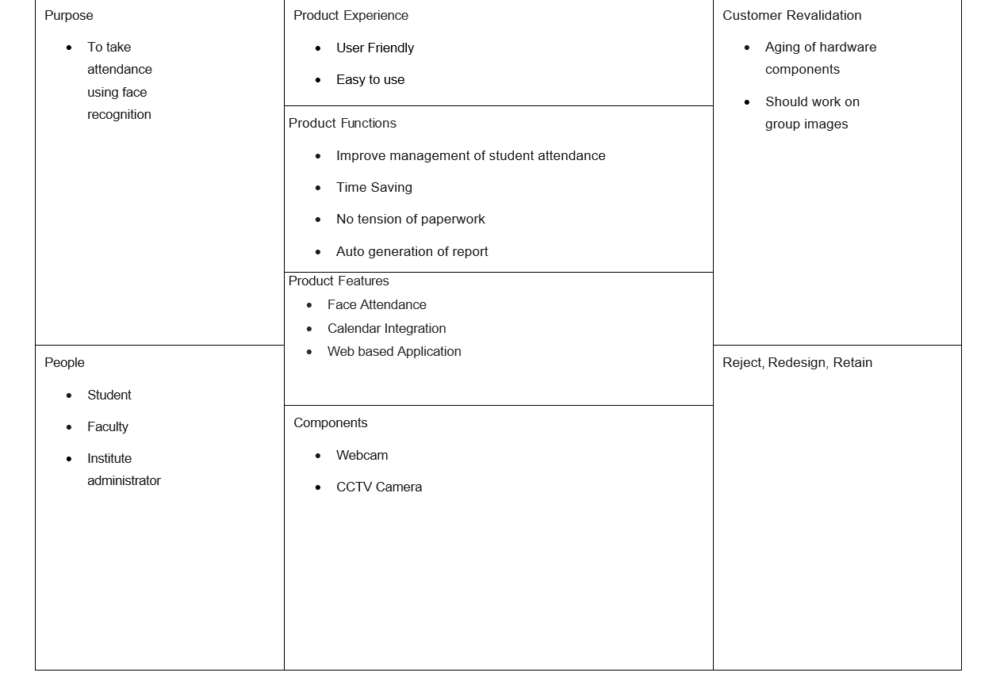 Purpose
• To take
attendance
using face
recognition
People
• Student
• Faculty
• Institute
administrator
Product Experience
• User Friendly
• Easy to use
Product Functions
• Improve management of student attendance
• Time Saving
• No tension of paperwork
• Auto generation of report
Product Features
• Face Attendance
• Calendar Integration
• Web based Application
Components
• Webcam
• CCTV Camera
Customer Revalidation
• Aging of hardware
components
• Should work on
group images
Reject, Redesign, Retain